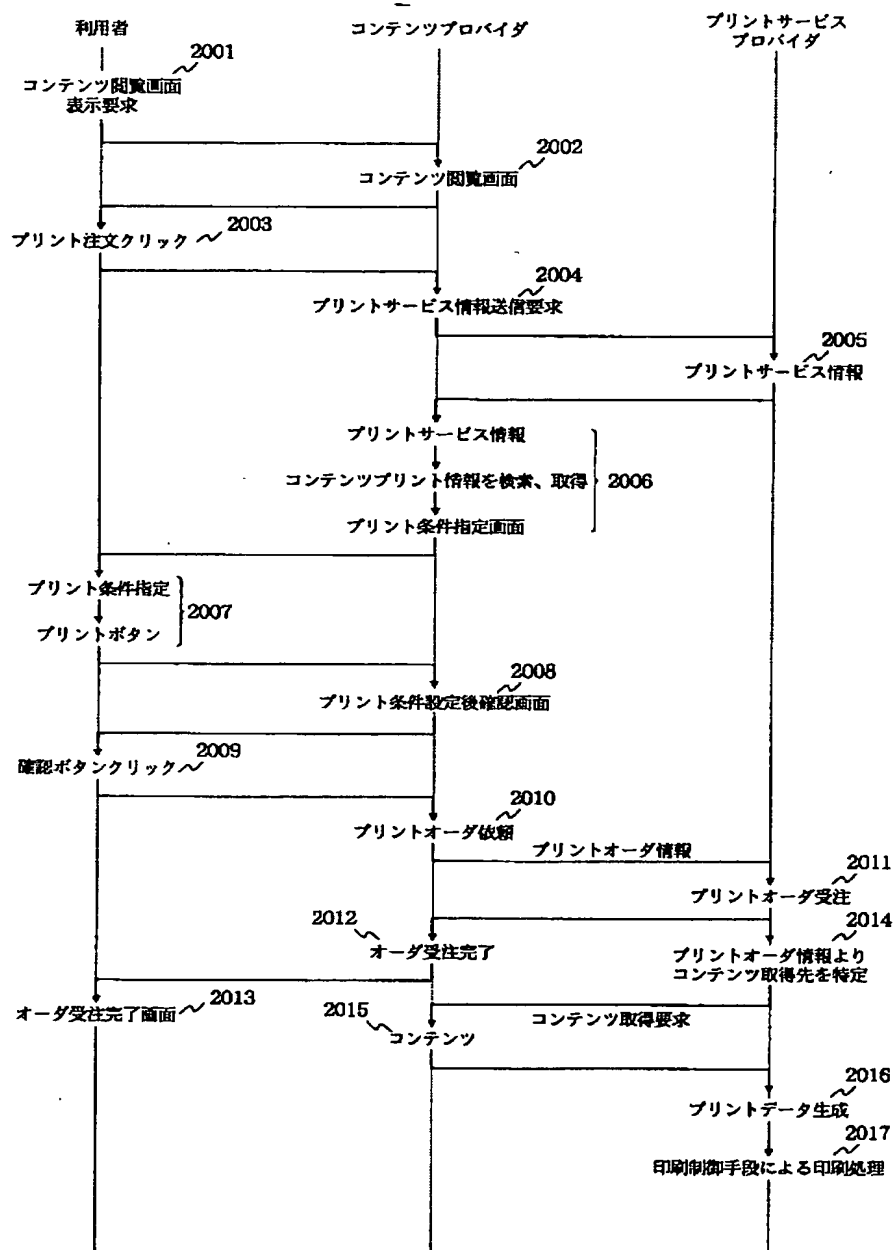 利用者
コンテンツプロバイダ
プリントサービス
プロバイダ
2001
コンテンツ閲覧画面
表示要求
2002
コンテンツ閲覧画面
2003
プリント注文クリック
2004
プリントサービス情報送信要求
2005
プリントサービス情報
プリントサービス情報
コンテンツプリント情報を検索、取得
2006
プリント条件指定画面
プリント条件指定
2007
プリントボタン
2008
プリント条件設定後確認画面
2009
確認ボタンクリック
2010
プリントオーダ依頼
プリントオーダ情報
2011
プリントオーダ受注
2012
オーダ受注完了
2014
プリントオーダ情報より
コンテンツ取得先を特定
2013
オーダ受注完了画面
コンテンツ取得要求
2015
コンテンツ
2016
プリントデータ生成
2017
印刷制御手段による印刷処理